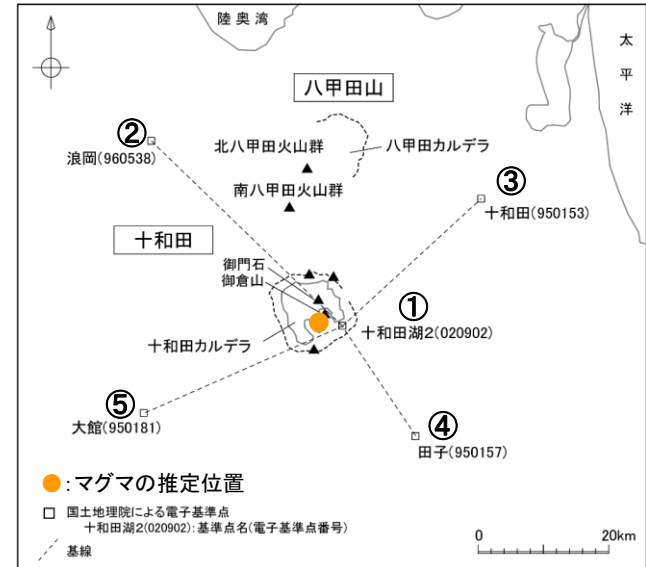 陸奥湾
太平洋
八甲田山
②
浪岡(960538)
北八甲田火山群
八甲田カルデラ
南八甲田火山群
③
十和田(950153)
十和田
御門石
御倉山
①
十和田湖2(020902)
十和田カルデラ
⑤
大館(950181)
④
田子(950157)
:マグマの推定位置
国土地理院による電子基準点
十和田湖2(020902):基準点名(電子基準点番号)
基線
0 20km